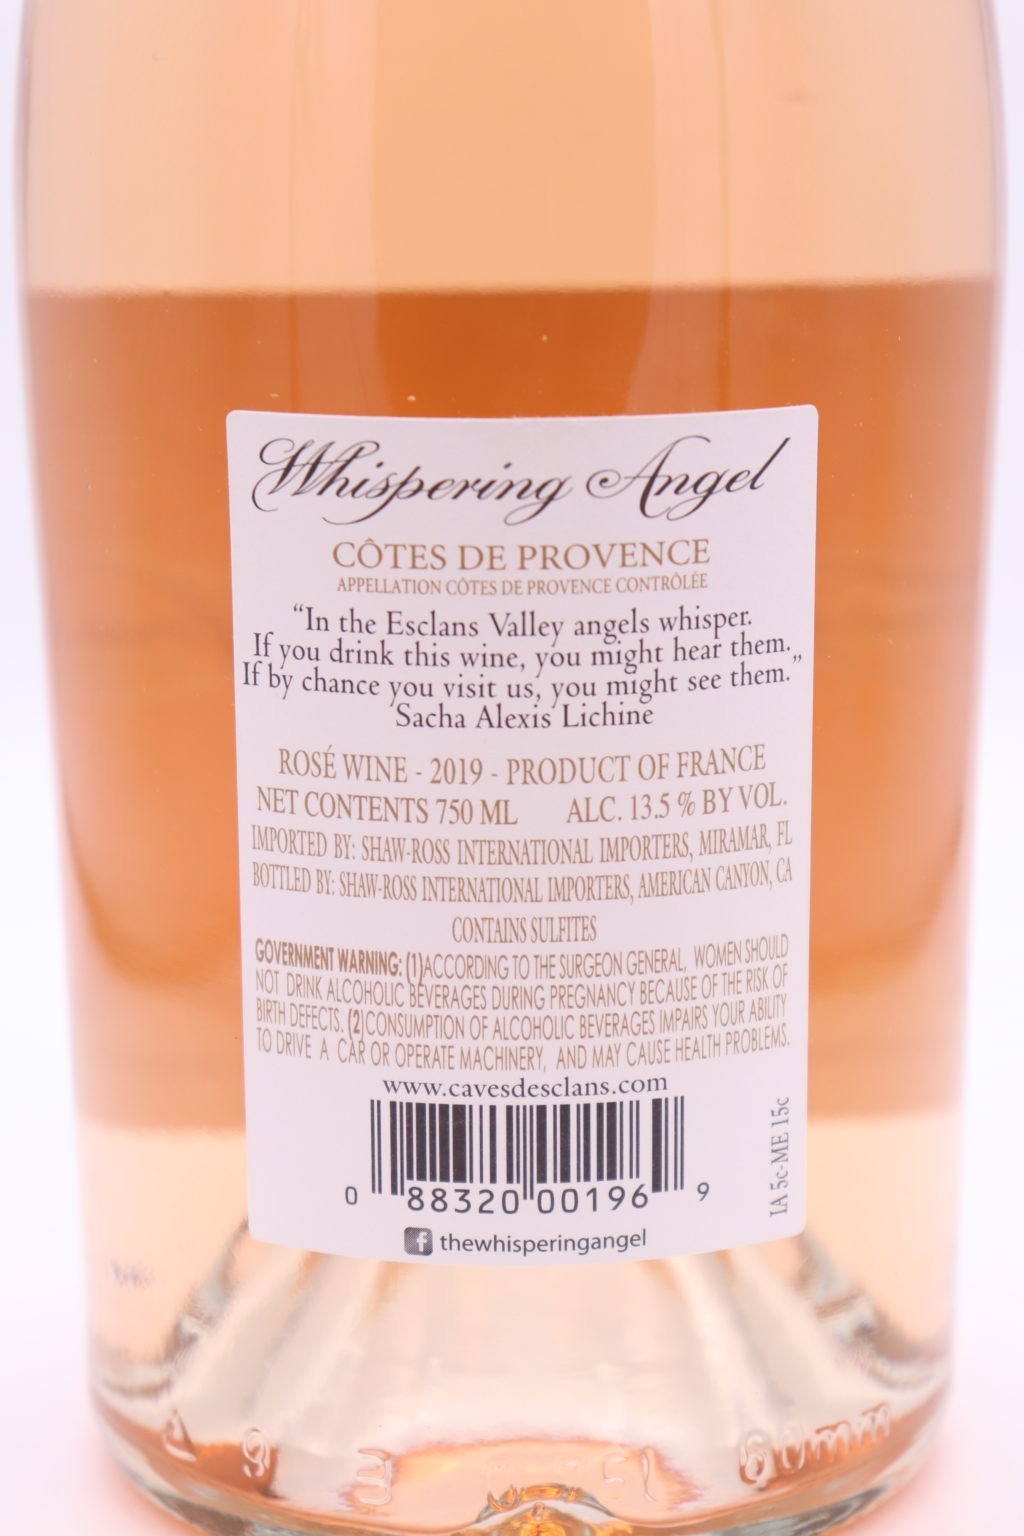 Whispering Angel
CÔTES DE PROVENCE
APPELLATION CÔTES DE PROVENCE CONTRÔLÉE
“In the Esclans Valley angels whisper.
If you drink this wine, you might hear them.
If by chance you visit us, you might see them.”
Sacha Alexis Lichine
ROSÉ WINE - 2019 - PRODUCT OF FRANCE
NET CONTENTS 750 ML ALC. 13.5 % BY VOL.
IMPORTED BY: SHAW-ROSS INTERNATIONAL IMPORTERS, MIRAMAR, FL
BOTTLED BY: SHAW-ROSS INTERNATIONAL IMPORTERS, AMERICAN CANYON, CA
CONTAINS SULFITES
GOVERNMENT WARNING: (1)ACCORDING TO THE SURGEON GENERAL, WOMEN SHOULD
NOT DRINK ALCOHOLIC BEVERAGES DURING PREGNANCY BECAUSE OF THE RISK OF
BIRTH DEFECTS. (2)CONSUMPTION OF ALCOHOLIC BEVERAGES IMPAIRS YOUR ABILITY
TO DRIVE A CAR OR OPERATE MACHINERY, AND MAY CAUSE HEALTH PROBLEMS.
www.cavesdesclans.com
IA 5c-ME 15c
0 88320 00196 9
f thewhisperingangel